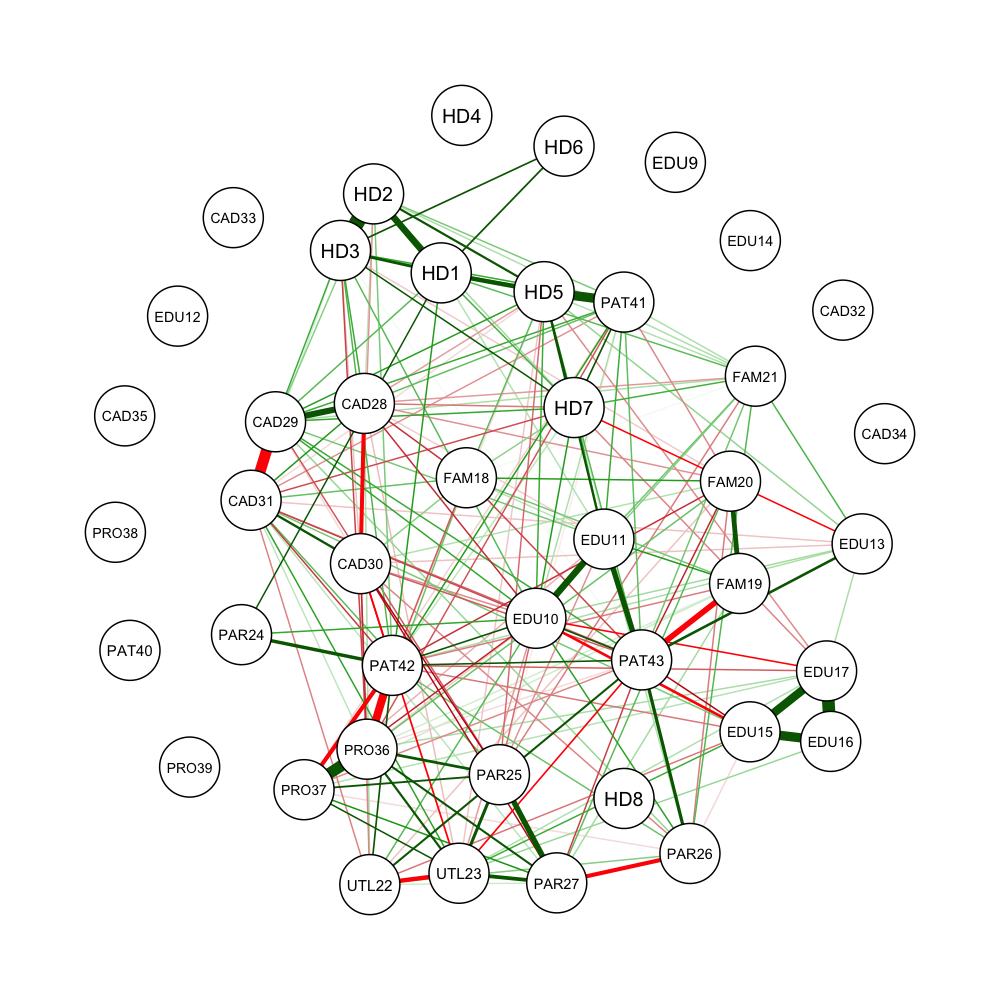 HD4
HD6
EDU9
HD2
CAD33
EDU14
HD3
HD1
HD5
PAT41
CAD32
EDU12
FAM21
CAD28
HD7
CAD35
CAD29
CAD34
FAM18
FAM20
CAD31
PRO38
EDU11
EDU13
CAD30
FAM19
EDU10
PAR24
PAT40
PAT42
PAT43
EDU17
EDU15
EDU16
PRO36
PRO39
PAR25
PRO37
HD8
PAR26
UTL23
PAR27
UTL22